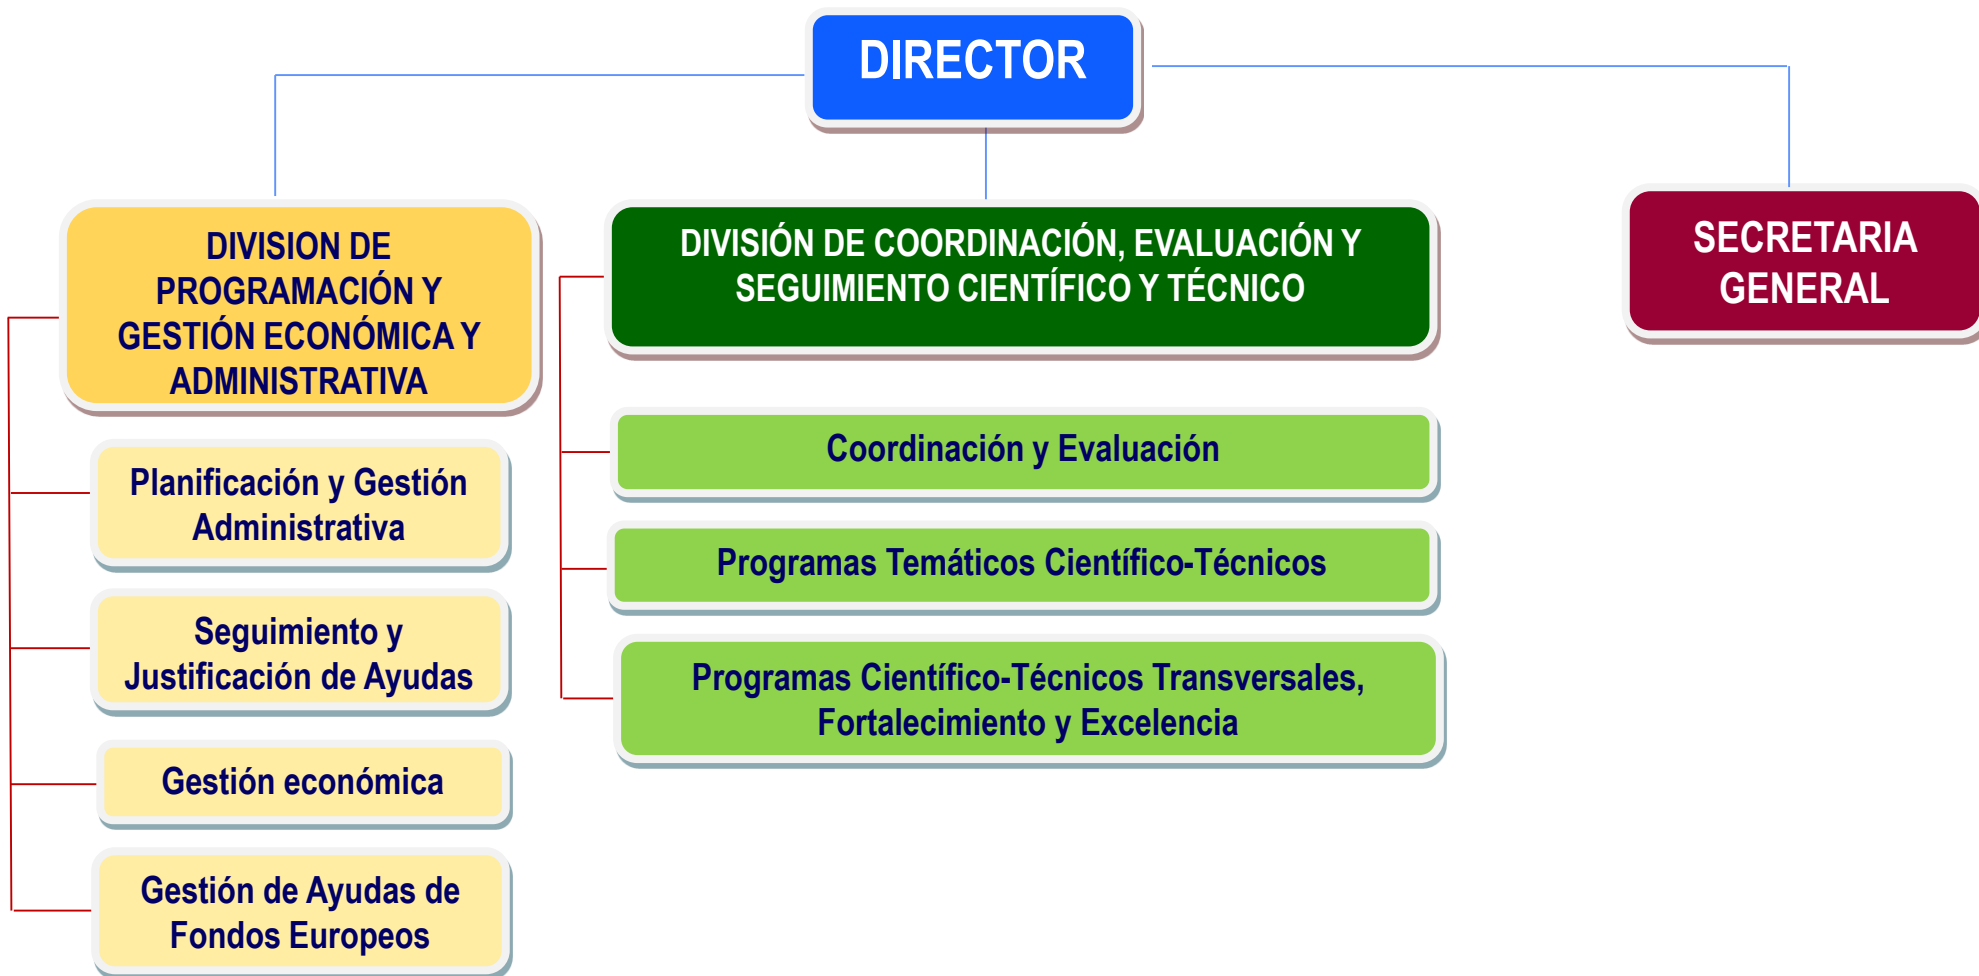 DIRECTOR
DIVISION DE
PROGRAMACIÓN Y
GESTIÓN ECONÓMICA Y
ADMINISTRATIVA
Planificación y Gestión
Administrativa
Seguimiento y
Justificación de Ayudas
Gestión económica
Gestión de Ayudas de
Fondos Europeos
DIVISIÓN DE COORDINACIÓN, EVALUACIÓN Y
SEGUIMIENTO CIENTÍFICO Y TÉCNICO
Coordinación y Evaluación
Programas Temáticos Científico-Técnicos
Programas Científico-Técnicos Transversales,
Fortalecimiento y Excelencia
SECRETARIA
GENERAL